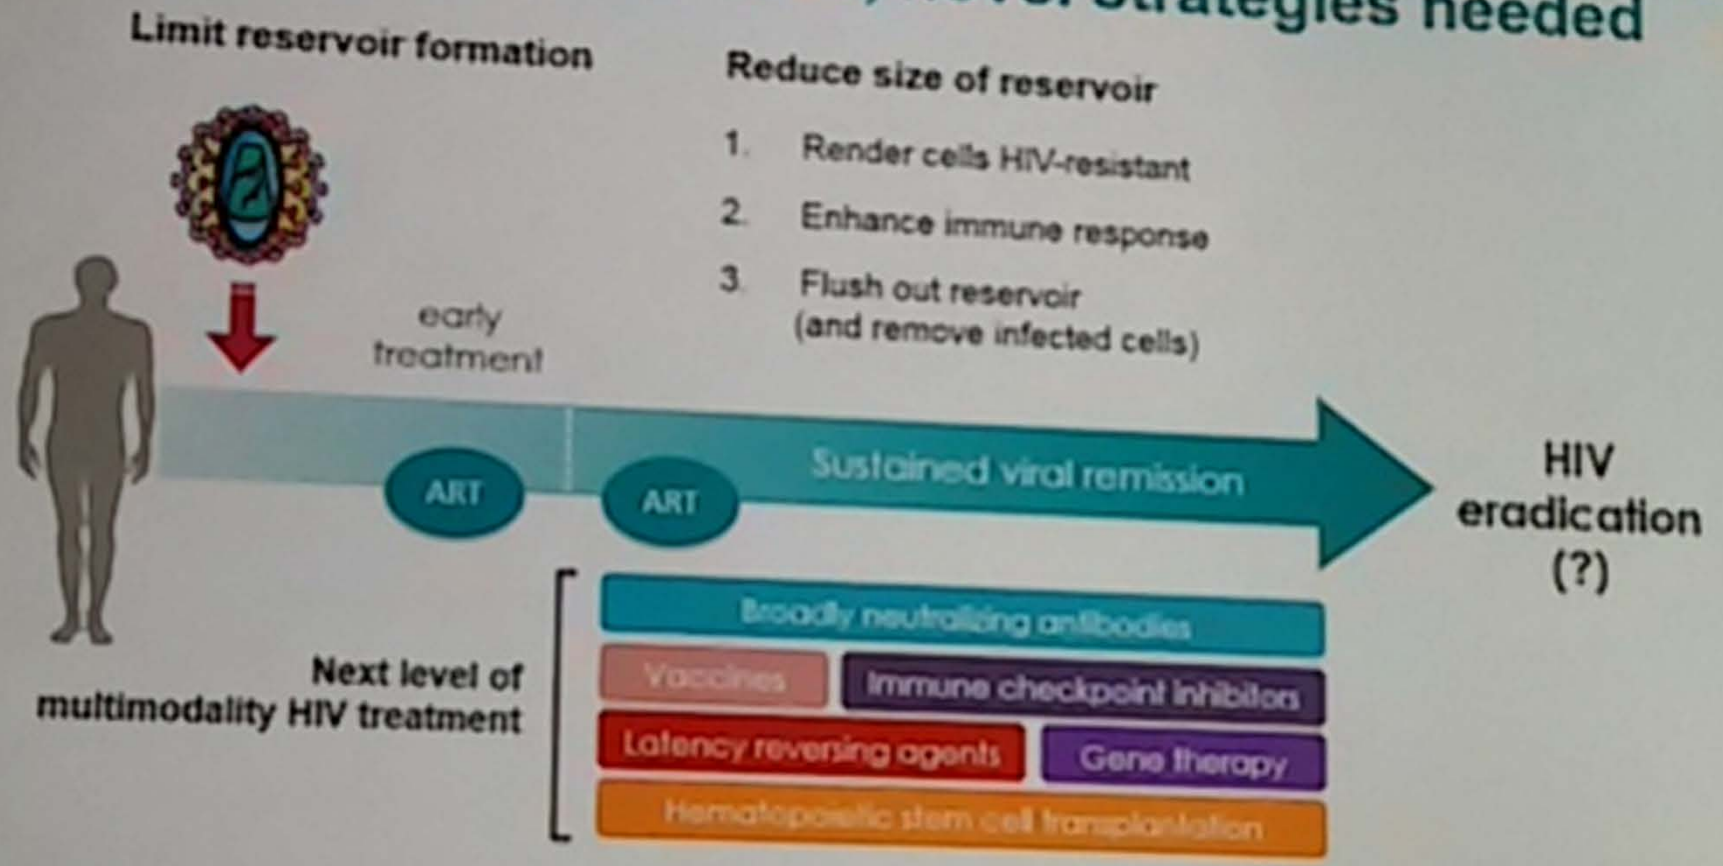 strategies needed
Limit reservoir formation
Reduce size of reservoir
1. Render cells HIV-resistant
2. Enhance immune response
3. Flush out reservoir
(and remove infected cells)
early
treatment
ART
ART
Sustained viral remission
HIV
eradication
(?)
Next level of
multimodality HIV treatment
Broadly neutralizing antibodies
Vaccines
Immune checkpoint inhibitors
Latency reversing agents
Gene therapy
Hematopoietic stem cell transplantation